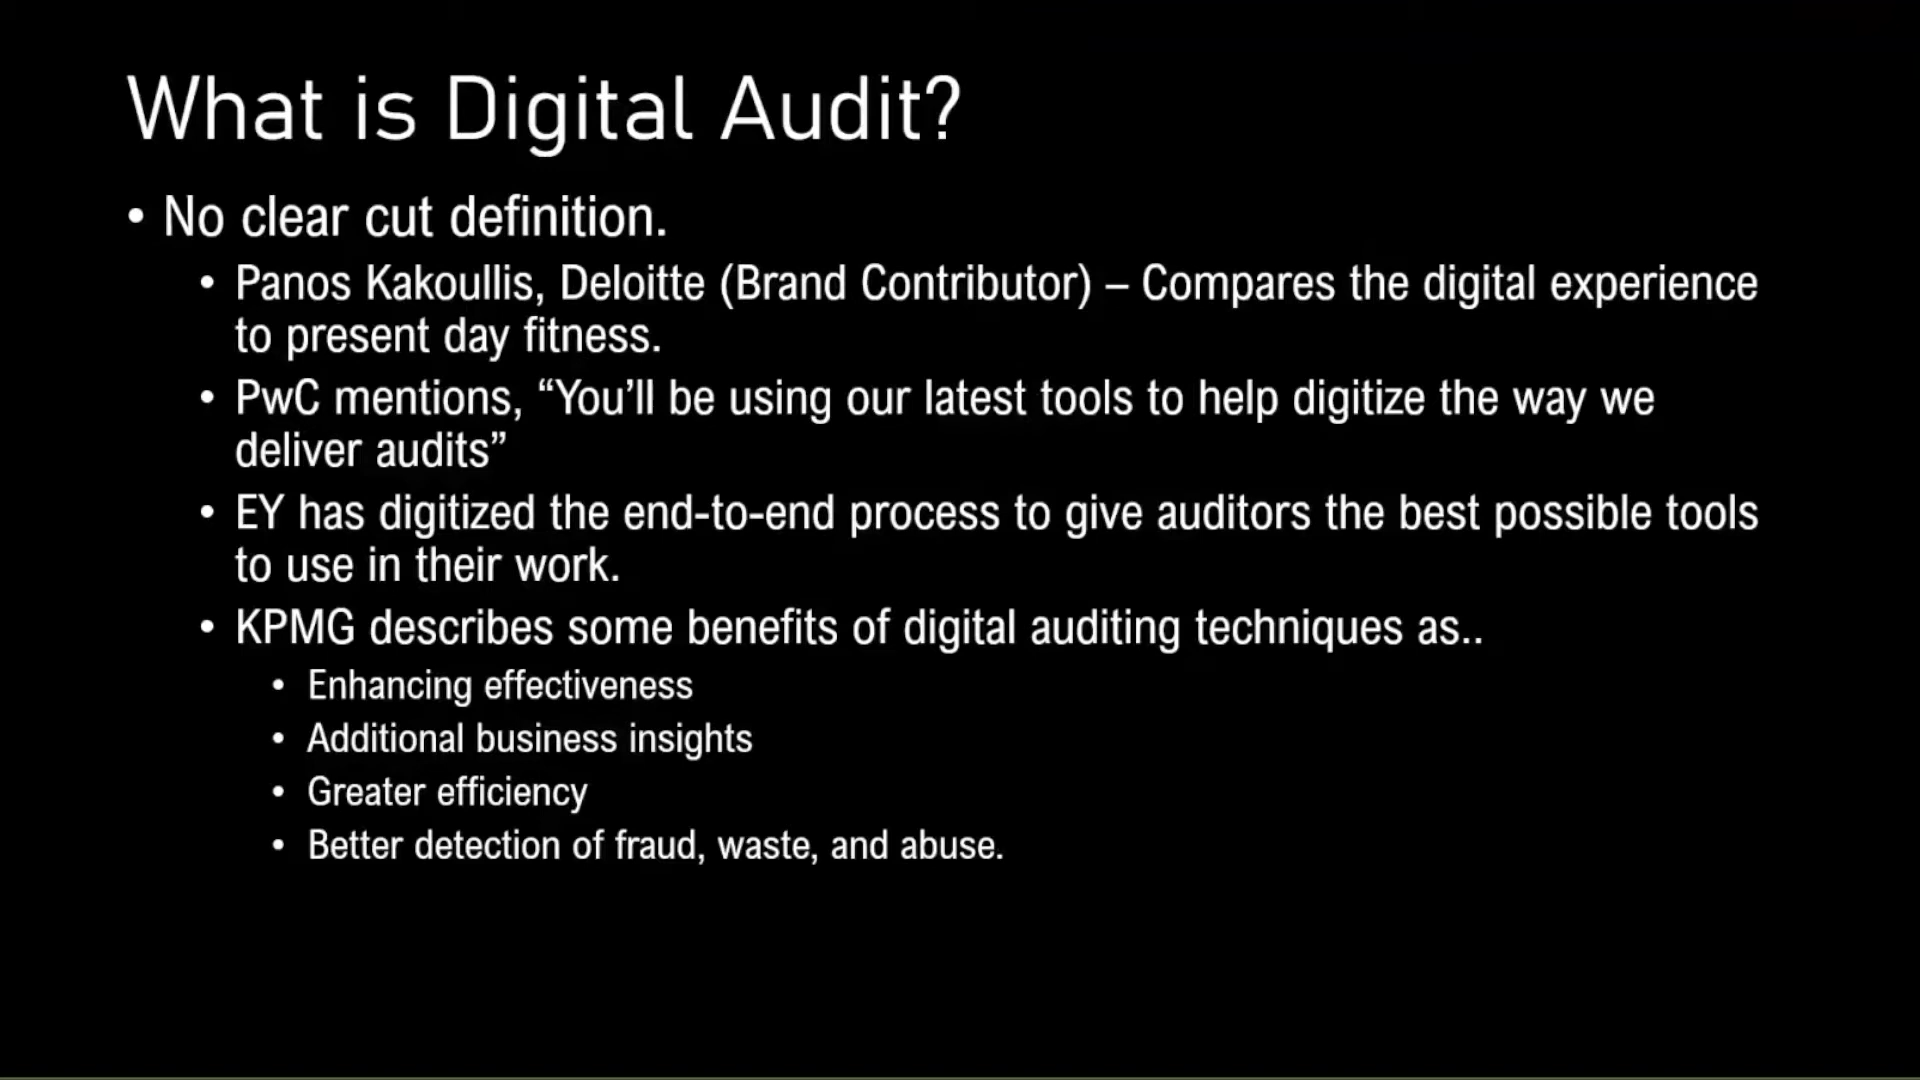 What is Digital Audit?
• No clear cut definition.
• Panos Kakoullis, Deloitte (Brand Contributor) – Compares the digital experience
to present day fitness.
• PwC mentions, “You’ll be using our latest tools to help digitize the way we
deliver audits”
• EY has digitized the end-to-end process to give auditors the best possible tools
to use in their work.
• KPMG describes some benefits of digital auditing techniques as..
• Enhancing effectiveness
• Additional business insights
• Greater efficiency
• Better detection of fraud, waste, and abuse.